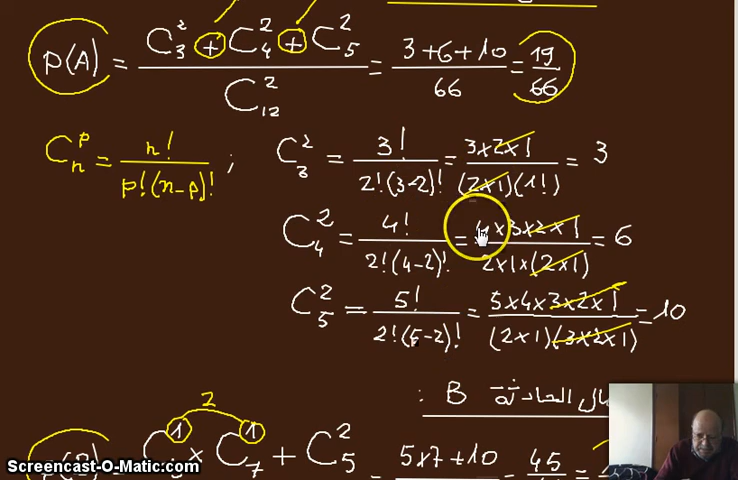 P(A) = (C₃² + C₄² + C₅²) / C₁₂² = (3+6+10) / 66 = 19/66
Cₙᵖ = n! / p!(n-p)! ;
C₃² = 3! / 2!(3-2)! = 3×2×1 / (2×1)(1!) = 3
C₄² = 4! / 2!(4-2)! = 4×3×2×1 / 2×1×(2×1) = 6
C₅² = 5! / 2!(5-2)! = 5×4×3×2×1 / (2×1)(3×2×1) = 10
الحادثة B :
2
C¹ × C₇¹ + C₅² = 5×7+10 = 45
Screencast-O-Matic.com